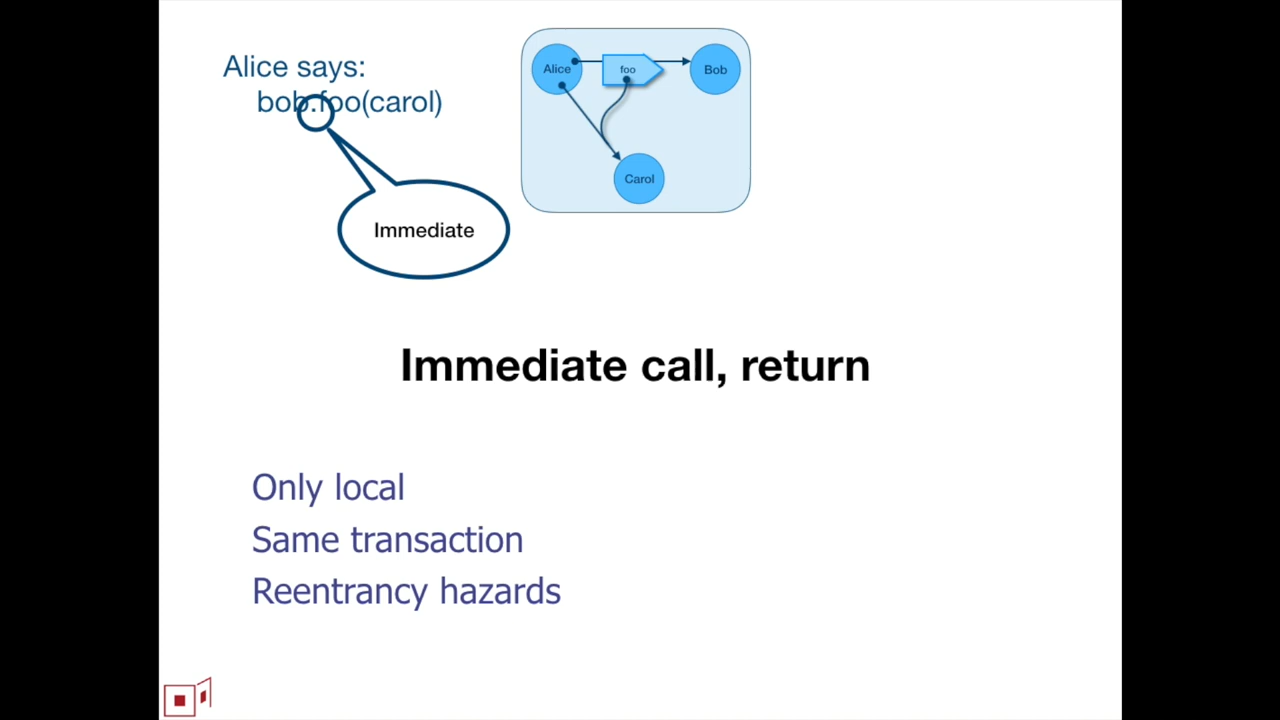 Alice says:
bob.foo(carol)
Immediate
Alice
foo
Bob
Carol
Immediate call, return
Only local
Same transaction
Reentrancy hazards